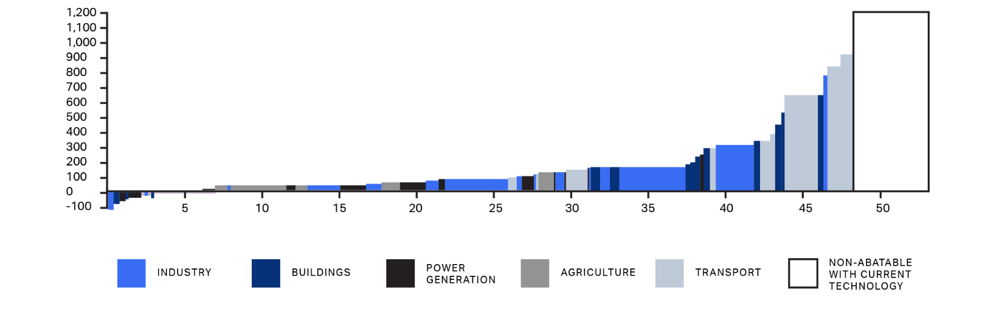 1,200
1,100
1,000
900
800
700
600
500
400
300
200
100
0
-100
5 10 15 20 25 30 35 40 45 50
INDUSTRY
BUILDINGS
POWER
GENERATION
AGRICULTURE
TRANSPORT
NON-ABATABLE
WITH CURRENT
TECHNOLOGY